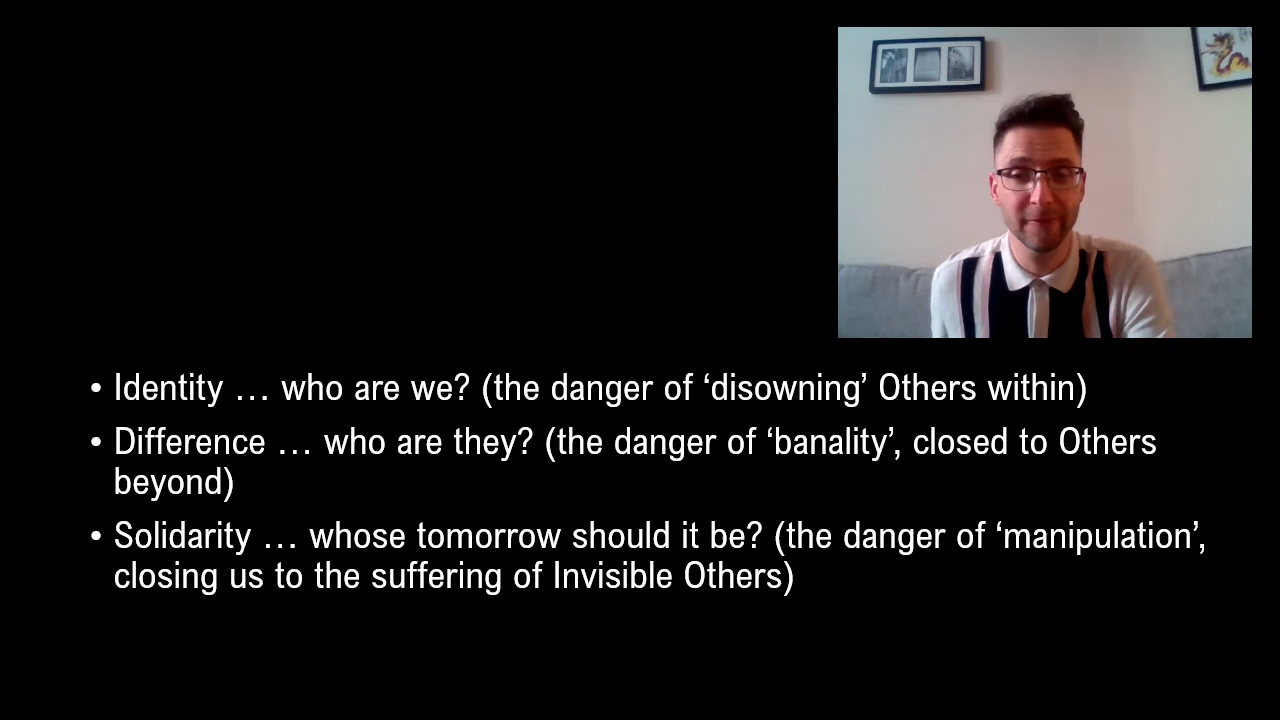 • Identity … who are we? (the danger of ‘disowning’ Others within)
• Difference … who are they? (the danger of ‘banality’, closed to Others
beyond)
• Solidarity … whose tomorrow should it be? (the danger of ‘manipulation’,
closing us to the suffering of Invisible Others)